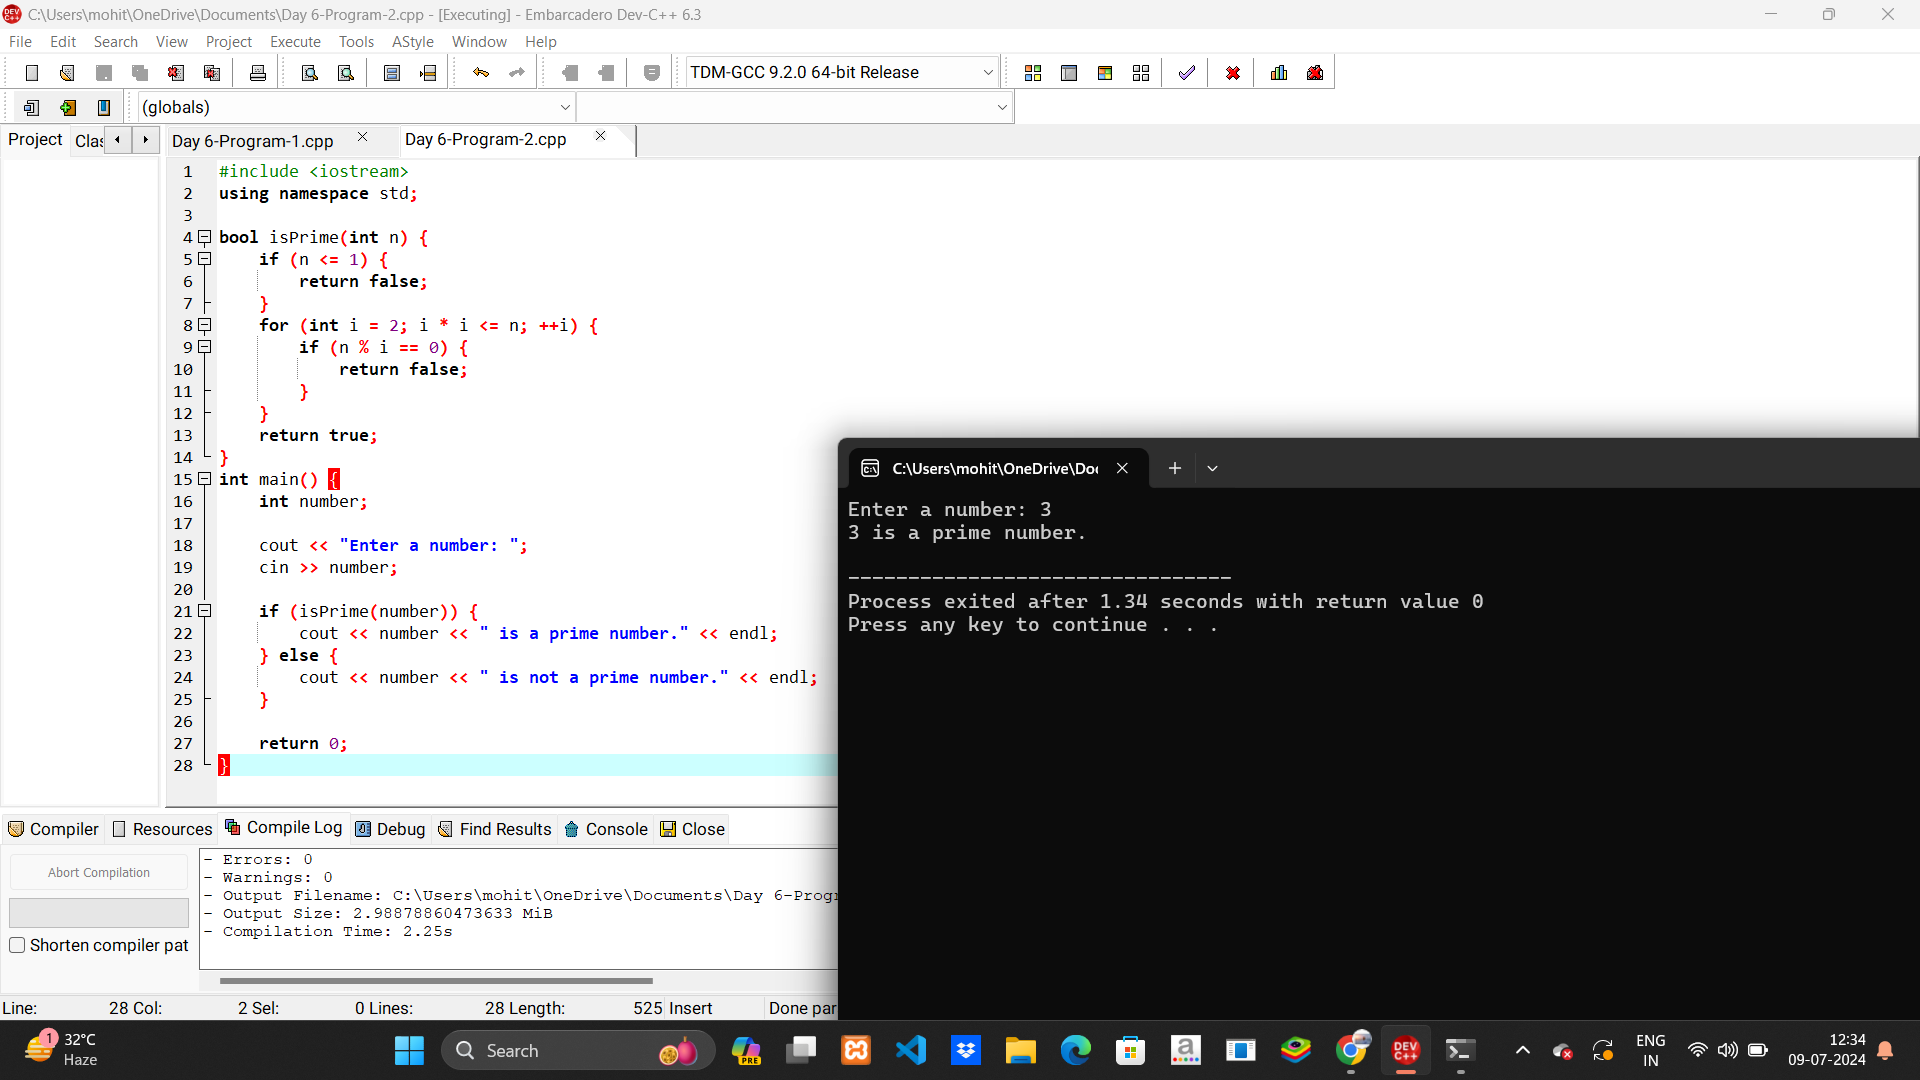 C:\Users\mohit\OneDrive\Documents\Day 6-Program-2.cpp - [Executing] - Embarcadero Dev-C++ 6.3
File Edit Search View Project Execute Tools AStyle Window Help
TDM-GCC 9.2.0 64-bit Release
(globals)
Project Clas Day 6-Program-1.cpp Day 6-Program-2.cpp
1 #include <iostream>
2 using namespace std;
3
4 bool isPrime(int n) {
5 if (n <= 1) {
6 return false;
7 }
8 for (int i = 2; i * i <= n; ++i) {
9 if (n % i == 0) {
10 return false;
11 }
12 }
13 return true;
14 }
15 int main() {
16 int number;
17
18 cout << "Enter a number: ";
19 cin >> number;
20
21 if (isPrime(number)) {
22 cout << number << " is a prime number." << endl;
23 } else {
24 cout << number << " is not a prime number." << endl;
25 }
26
27 return 0;
28 }
C:\Users\mohit\OneDrive\Doc
Enter a number: 3
3 is a prime number.
--------------------------------
Process exited after 1.34 seconds with return value 0
Press any key to continue . . .
Compiler Resources Compile Log Debug Find Results Console Close
Abort Compilation
Shorten compiler pat
- Errors: 0
- Warnings: 0
- Output Filename: C:\Users\mohit\OneDrive\Documents\Day 6-Progr
- Output Size: 2.98878860473633 MiB
- Compilation Time: 2.25s
Line: 28 Col: 2 Sel: 0 Lines: 28 Length: 525 Insert Done par
1 32°C
Haze
Search
PRE
DEV C++
ENG
IN
12:34
09-07-2024